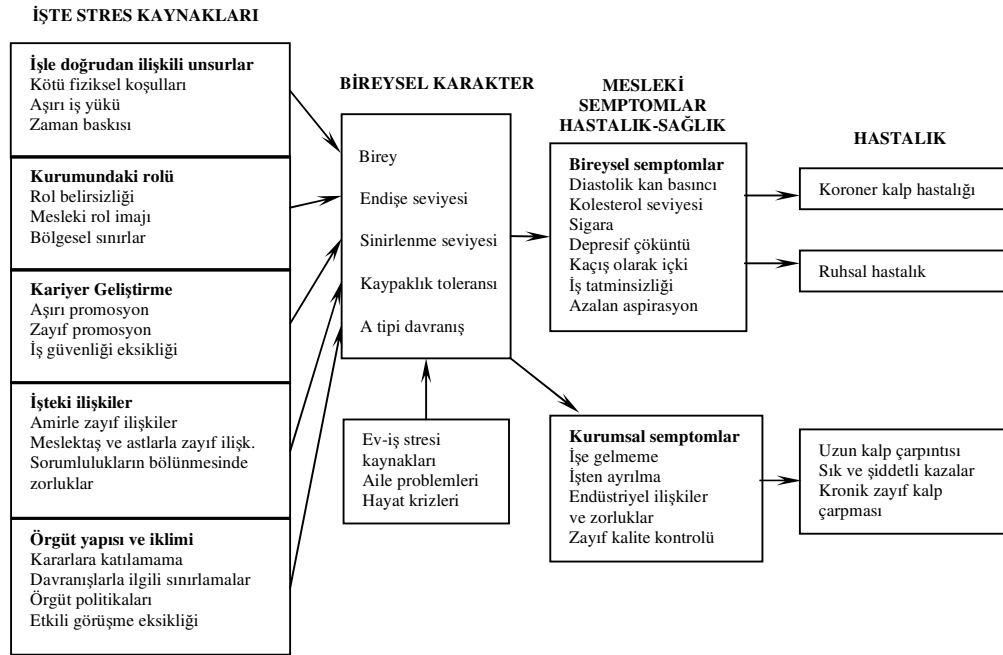 İŞTE STRES KAYNAKLARI
İşle doğrudan ilişkili unsurlar
Kötü fiziksel koşulları
Aşırı iş yükü
Zaman baskısı
Kurumundaki rolü
Rol belirsizliği
Mesleki rol imajı
Bölgesel sınırlar
Kariyer Geliştirme
Aşırı promosyon
Zayıf promosyon
İş güvenliği eksikliği
İşteki ilişkiler
Amirle zayıf ilişkiler
Meslektaş ve astlarla zayıf ilişk.
Sorumlulukların bölünmesinde
zorluklar
Örgüt yapısı ve iklimi
Kararlara katılamama
Davranışlarla ilgili sınırlamalar
Örgüt politikaları
Etkili görüşme eksikliği
BİREYSEL KARAKTER
Birey
Endişe seviyesi
Sinirlenme seviyesi
Kaypaklık toleransı
A tipi davranış
Ev-iş stresi
kaynakları
Aile problemleri
Hayat krizleri
MESLEKİ
SEMPTOMLAR
HASTALIK-SAĞLIK
Bireysel semptomlar
Diastolik kan basıncı
Kolesterol seviyesi
Sigara
Depresif çöküntü
Kaçış olarak içki
İş tatminsizliği
Azalan aspirasyon
Kurumsal semptomlar
İşe gelmeme
İşten ayrılma
Endüstriyel ilişkiler
ve zorluklar
Zayıf kalite kontrolü
HASTALIK
Koroner kalp hastalığı
Ruhsal hastalık
Uzun kalp çarpıntısı
Sık ve şiddetli kazalar
Kronik zayıf kalp
çarpması